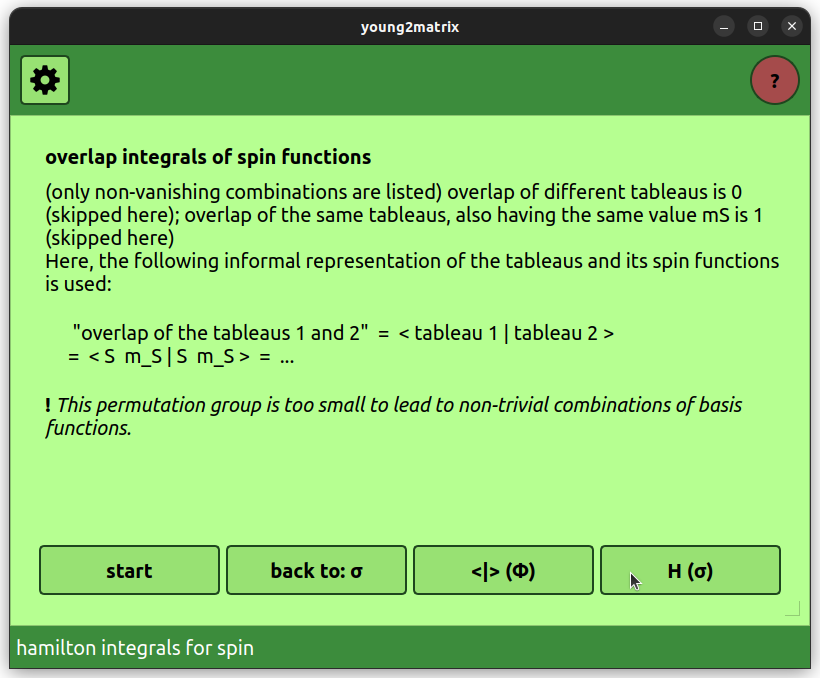 young2matrix
?
overlap integrals of spin functions
(only non-vanishing combinations are listed) overlap of different tableaus is 0
(skipped here); overlap of the same tableaus, also having the same value mS is 1
(skipped here)
Here, the following informal representation of the tableaus and its spin functions
is used:
"overlap of the tableaus 1 and 2" = < tableau 1 | tableau 2 >
= < S m_S | S m_S > = ...
! This permutation group is too small to lead to non-trivial combinations of basis
functions.
start
back to: σ
<|> (Φ)
H (σ)
hamilton integrals for spin